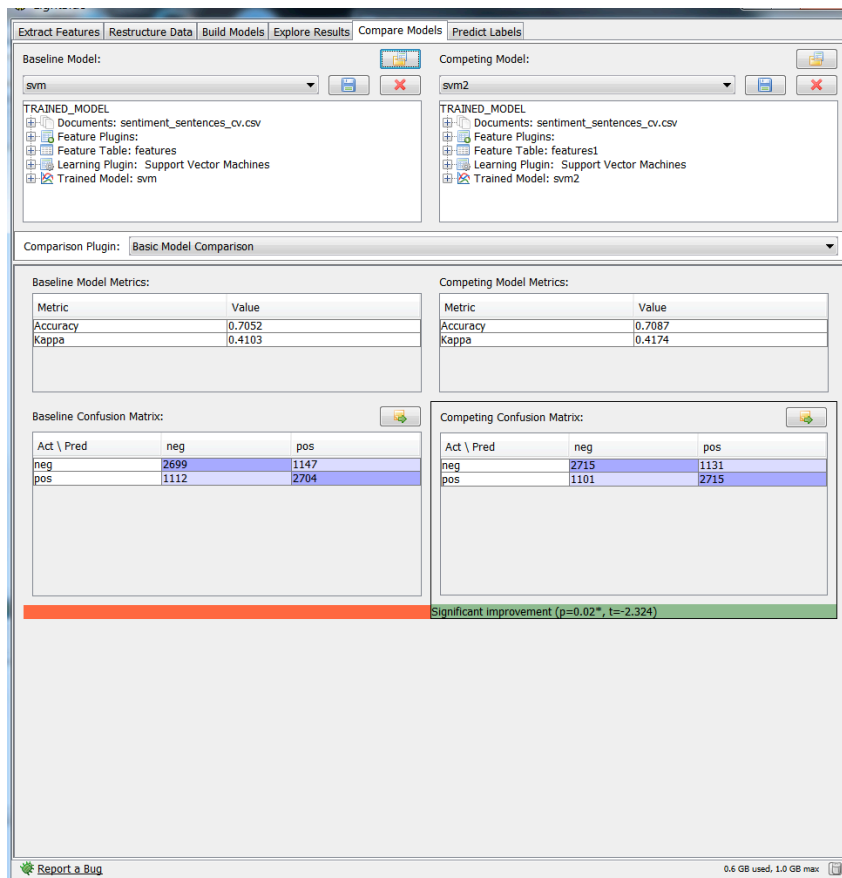 LightSide
Extract Features Restructure Data Build Models Explore Results Compare Models Predict Labels
Baseline Model:
svm
TRAINED_MODEL
Documents: sentiment_sentences_cv.csv
Feature Plugins:
Feature Table: features
Learning Plugin: Support Vector Machines
Trained Model: svm
Competing Model:
svm2
TRAINED_MODEL
Documents: sentiment_sentences_cv.csv
Feature Plugins:
Feature Table: features1
Learning Plugin: Support Vector Machines
Trained Model: svm2
Comparison Plugin: Basic Model Comparison
Baseline Model Metrics:
Metric Value
Accuracy 0.7052
Kappa 0.4103
Competing Model Metrics:
Metric Value
Accuracy 0.7087
Kappa 0.4174
Baseline Confusion Matrix:
Act \ Pred neg pos
neg 2699 1147
pos 1112 2704
Competing Confusion Matrix:
Act \ Pred neg pos
neg 2715 1131
pos 1101 2715
Significant improvement (p=0.02*, t=-2.324)
Report a Bug
0.6 GB used, 1.0 GB max